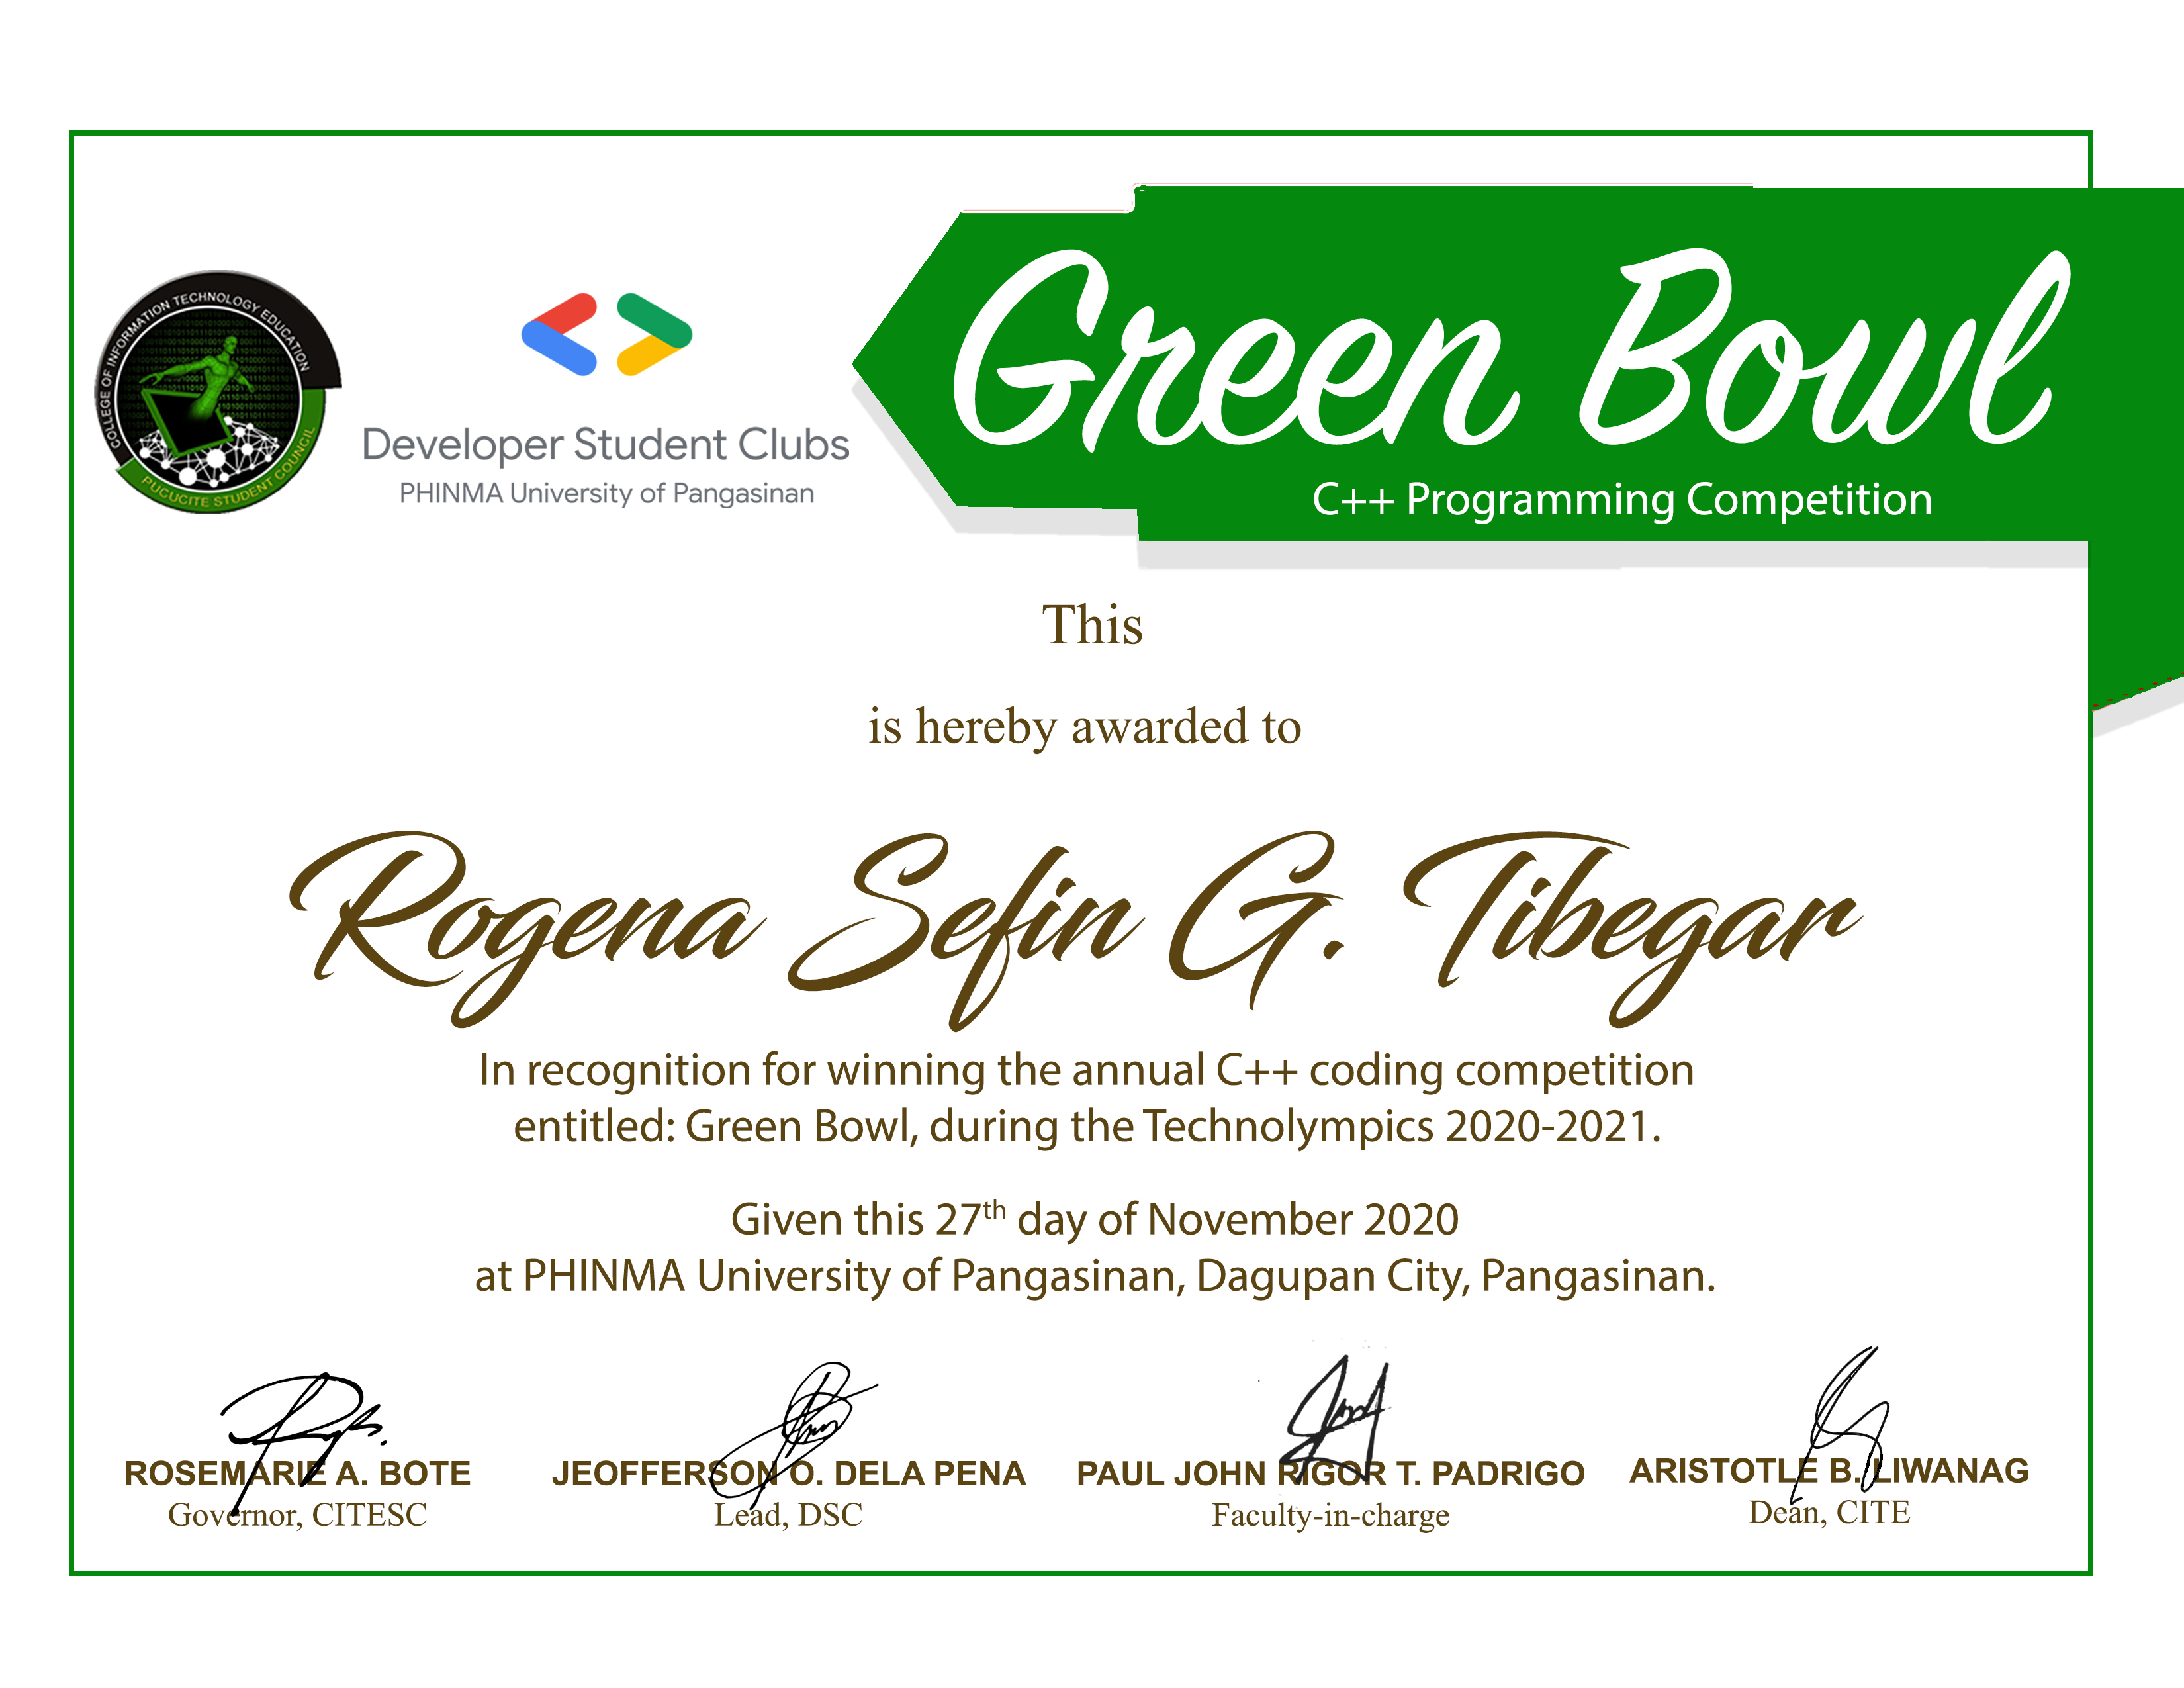 COLLEGE OF INFORMATION TECHNOLOGY EDUCATION
PUCUCITE STUDENT COUNCIL
Developer Student Clubs
PHINMA University of Pangasinan
Green Bowl
C++ Programming Competition
This
is hereby awarded to
Rogena Sefin G. Tibegar
In recognition for winning the annual C++ coding competition
entitled: Green Bowl, during the Technolympics 2020-2021.
Given this 27th day of November 2020
at PHINMA University of Pangasinan, Dagupan City, Pangasinan.
ROSEMARIE A. BOTE
Governor, CITESC
JEOFFERSON O. DELA PENA
Lead, DSC
PAUL JOHN RIGOR T. PADRIGO
Faculty-in-charge
ARISTOTLE B. LIWANAG
Dean, CITE